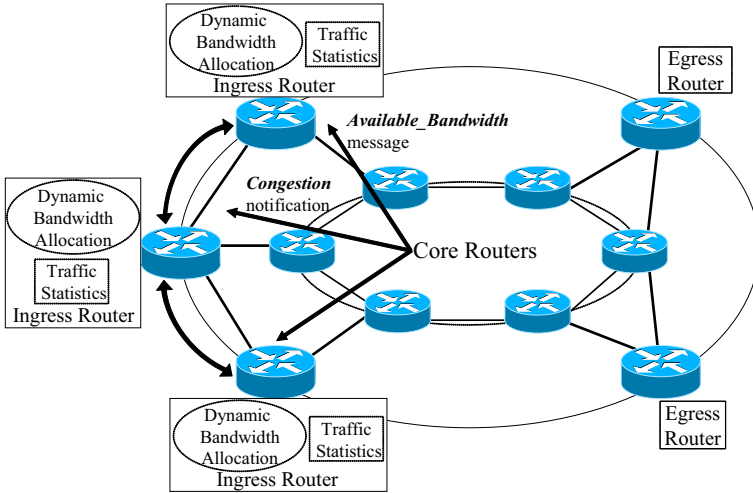 Dynamic
Bandwidth
Allocation
Traffic
Statistics
Ingress Router
Egress
Router
Available_Bandwidth
message
Dynamic
Bandwidth
Allocation
Traffic
Statistics
Ingress Router
Congestion
notification
Core Routers
Dynamic
Bandwidth
Allocation
Traffic
Statistics
Ingress Router
Egress
Router